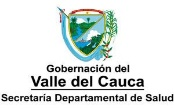 Gobernación del
Valle del Cauca
Secretaría Departamental de Salud